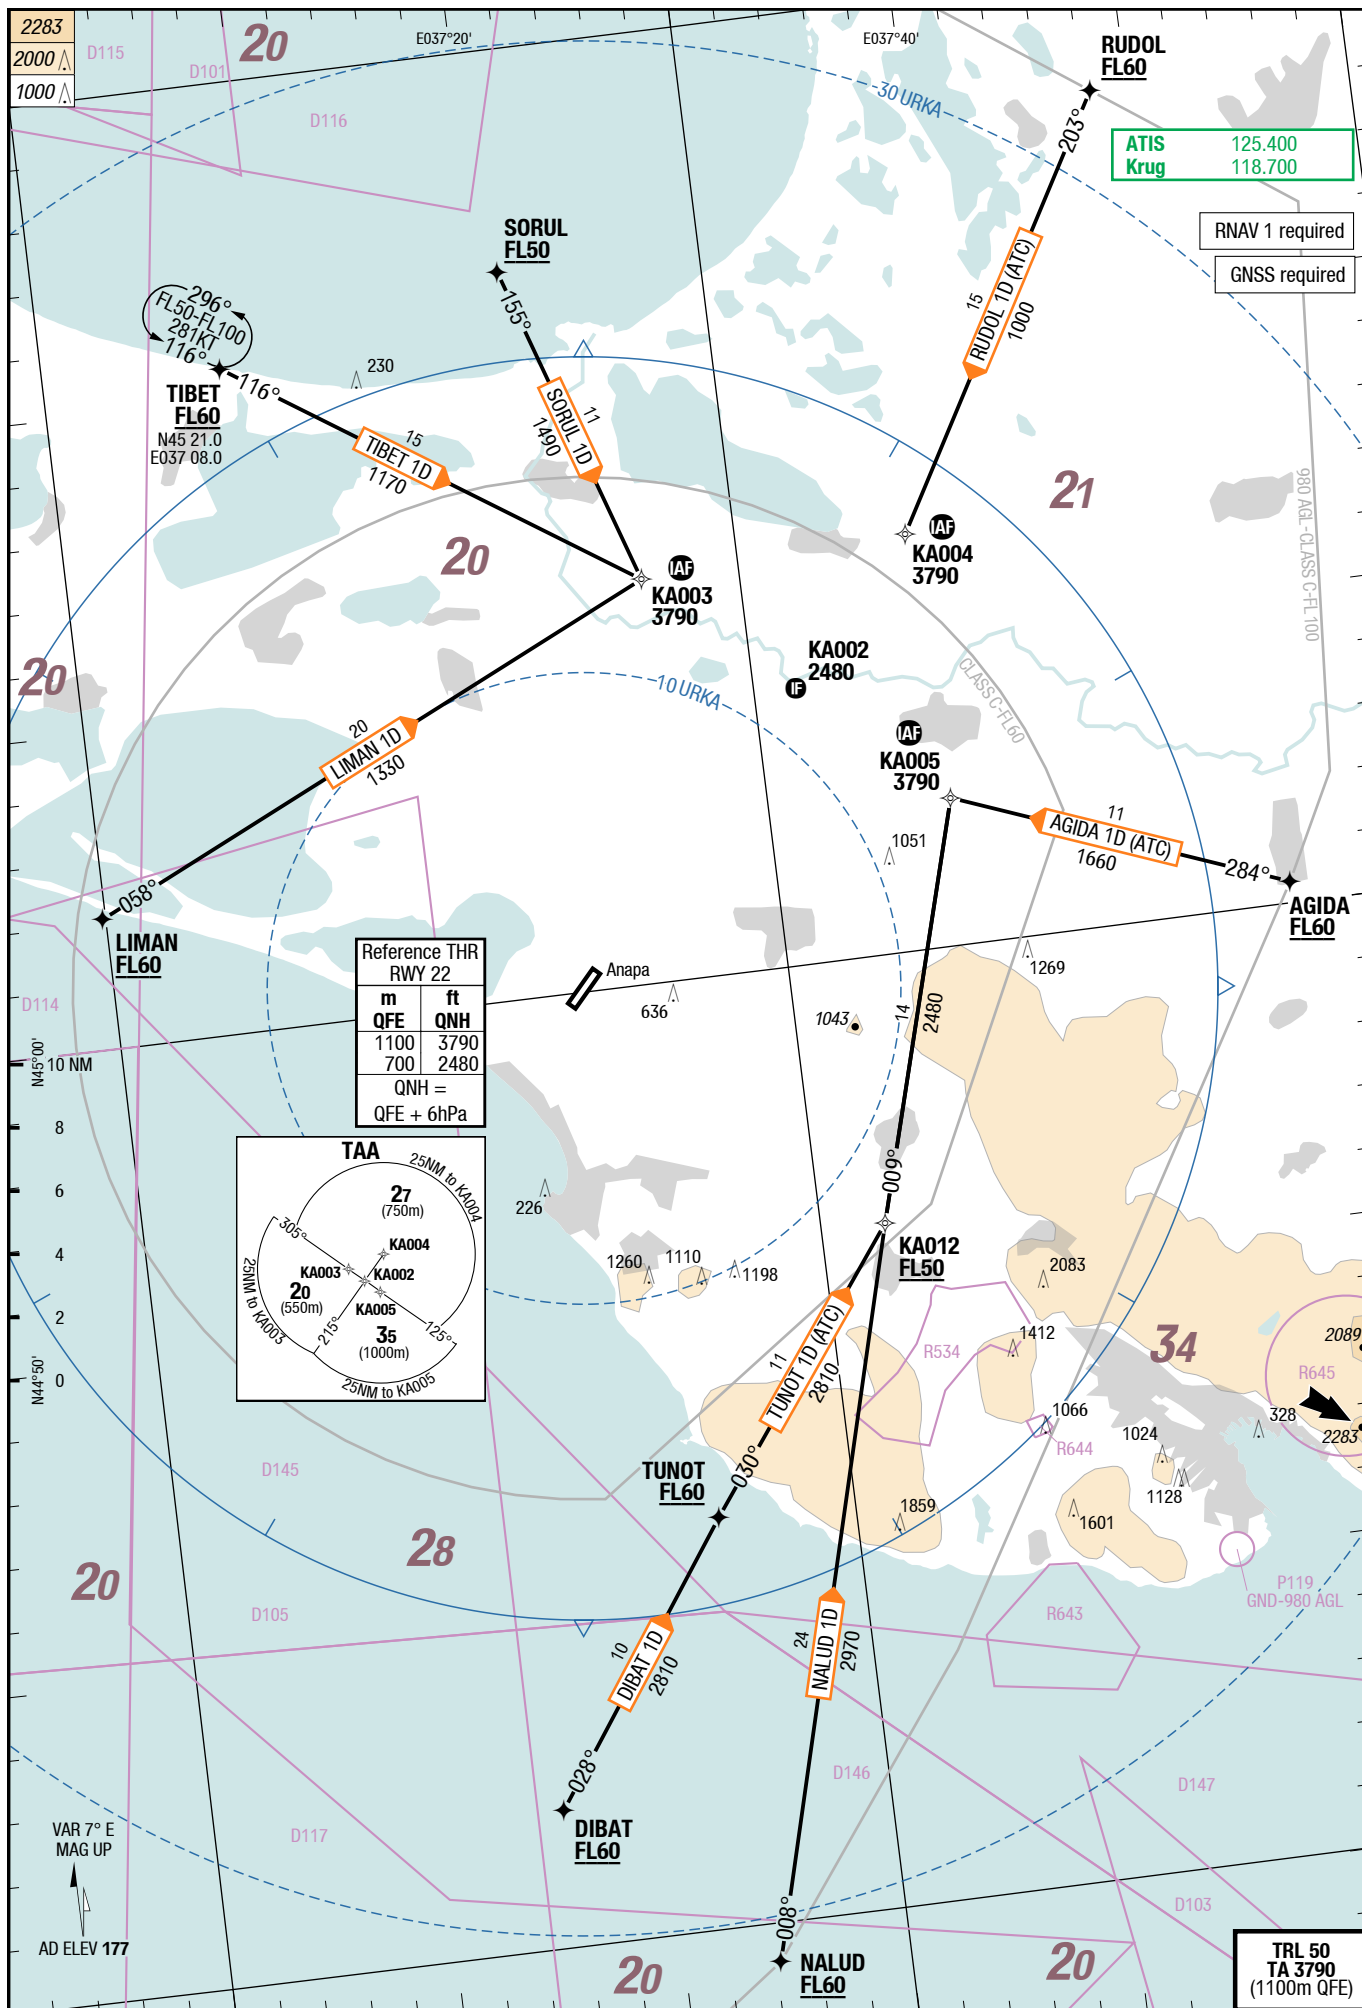 2283
2000
1000
D115
D101
D116
20
E037°20'
E037°40'
RUDOL
FL60
30 URKA
203°
ATIS 125.400
Krug 118.700
RNAV 1 required
GNSS required
SORUL
FL50
155°
296°
FL50-FL100
281KT
116°
TIBET
FL60
N45 21.0
E037 08.0
116°
230
15
TIBET 1D
1170
11
SORUL 1D
1490
15
RUDOL 1D (ATC)
1000
21
980 AGL-CLASS C-FL100
20
IAF
KA003
3790
IAF
KA004
3790
20
KA002
2480
IF
10 URKA
CLASS C-FL60
20
LIMAN 1D
1330
IAF
KA005
3790
11
AGIDA 1D (ATC)
1660
284°
1051
AGIDA
FL60
058°
LIMAN
FL60
D114
Reference THR
RWY 22
m ft
QFE QNH
1100 3790
700 2480
QNH =
QFE + 6hPa
Anapa
636
1043
1269
14
2480
N45°00'
10 NM
8
6
4
2
0
N44°50'
TAA
25NM to KA004
27
(750m)
305°
KA004
KA003
KA002
20
(550m)
KA005
25NM to KA003
215°
35
(1000m)
125°
25NM to KA005
226
1260
1110
1198
009°
KA012
FL50
2083
R534
1412
34
2089
R645
2283
11
TUNOT 1D (ATC)
2810
030°
TUNOT
FL60
1066
R644
1024
328
1128
1859
1601
D145
28
20
P119
GND-980 AGL
D105
R643
10
DIBAT 1D
2810
24
NALUD 1D
2970
028°
DIBAT
FL60
D146
D147
D117
D103
VAR 7° E
MAG UP
AD ELEV 177
008°
NALUD
FL60
20
20
TRL 50
TA 3790
(1100m QFE)